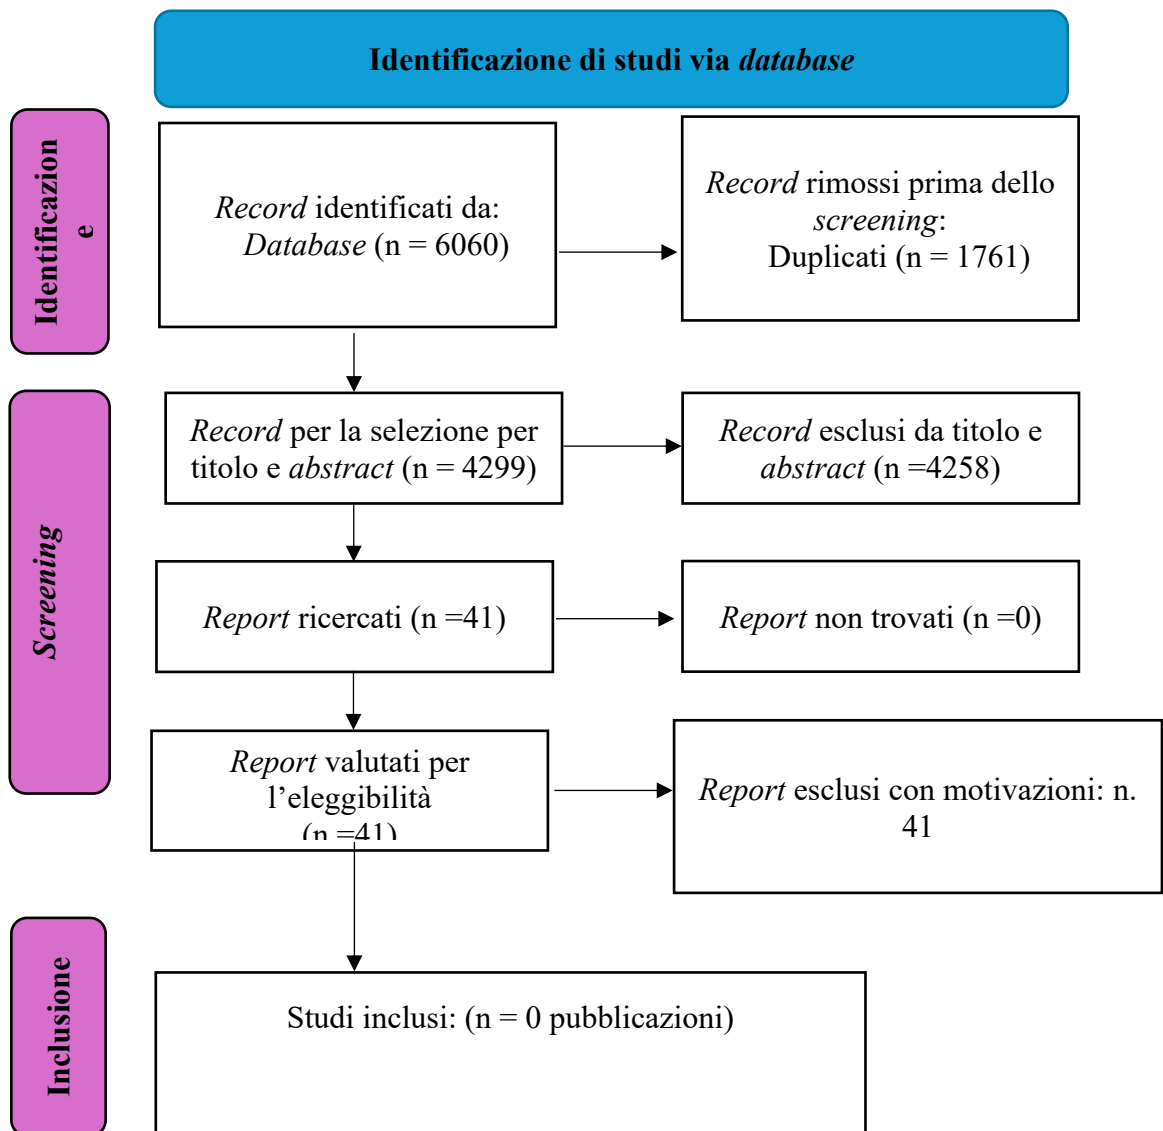 Identificazione di studi via database
Identificazion
e
Record identificati da:
Database (n = 6060)
Record rimossi prima dello
screening:
Duplicati (n = 1761)
Screening
Record per la selezione per
titolo e abstract (n = 4299)
Record esclusi da titolo e
abstract (n =4258)
Report ricercati (n =41)
Report non trovati (n =0)
Report valutati per
l’eleggibilità
(n =41)
Report esclusi con motivazioni: n.
41
Inclusione
Studi inclusi: (n = 0 pubblicazioni)